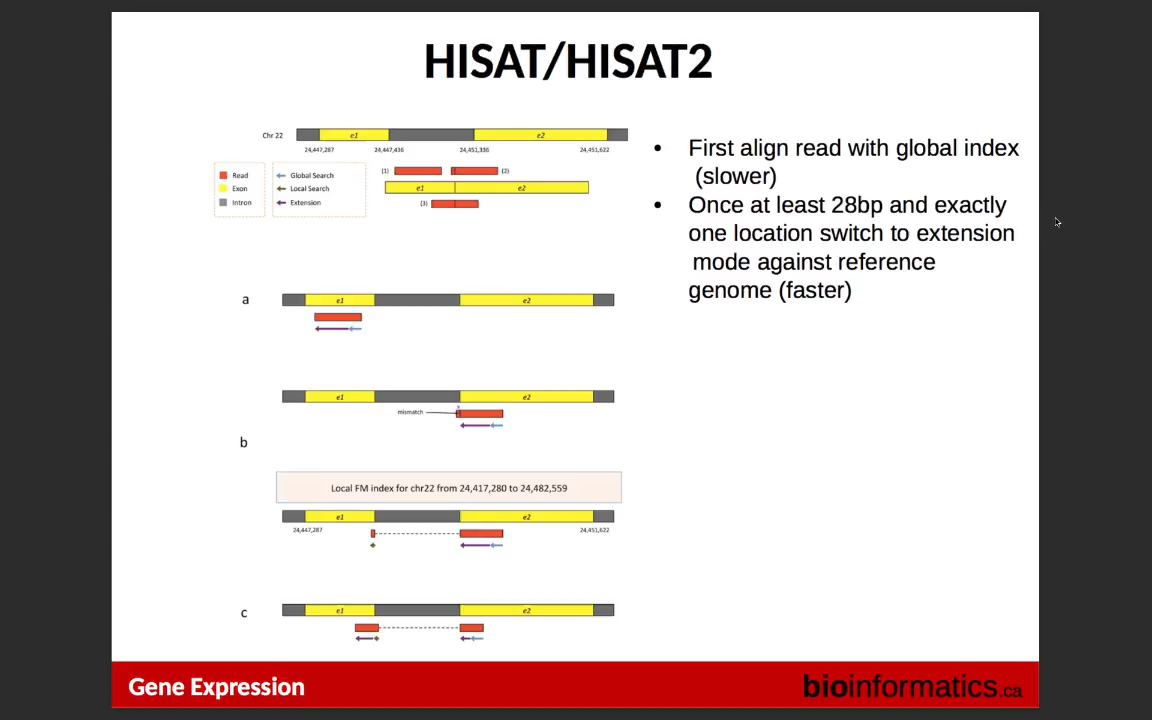 HISAT/HISAT2
Chr 22
e1
e2
24,447,287
24,447,436
24,451,336
24,451,622
Read
Exon
Intron
Global Search
Local Search
Extension
(1)
(2)
e1
e2
(3)
First align read with global index
(slower)
Once at least 28bp and exactly
one location switch to extension
mode against reference
genome (faster)
a
e1
e2
e1
e2
mismatch
x
b
Local FM index for chr22 from 24,417,280 to 24,482,559
e1
e2
24,447,287
24,451,622
c
e1
e2
Gene Expression
bioinformatics.ca